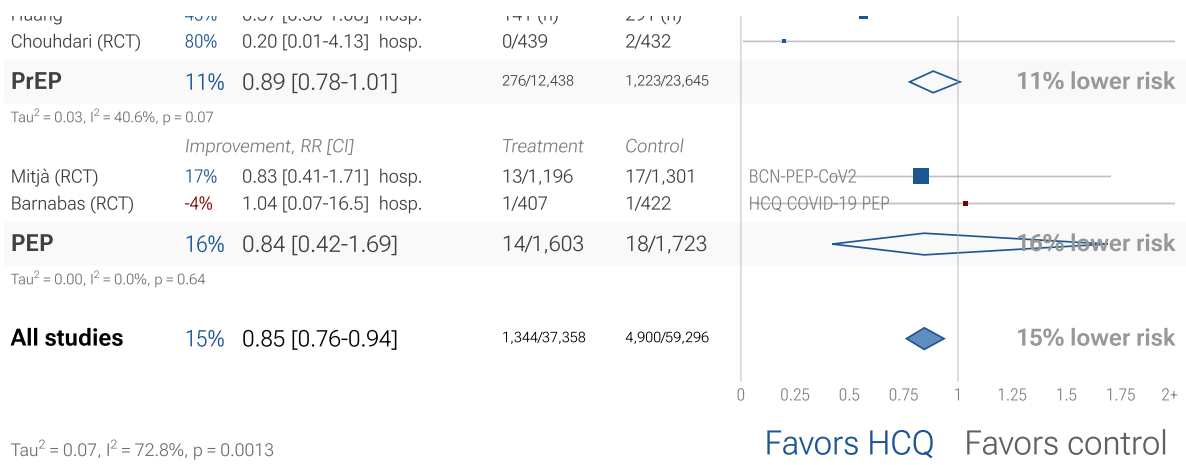 Huang
Chouhdari (RCT) 80% 0.20 [0.01-4.13] hosp. 0/439 2/432
PrEP 11% 0.89 [0.78-1.01] 276/12,438 1,223/23,645 11% lower risk
Tau² = 0.03, I² = 40.6%, p = 0.07
Improvement, RR [CI] Treatment Control
Mitjà (RCT) 17% 0.83 [0.41-1.71] hosp. 13/1,196 17/1,301 BCN-PEP-CoV2
Barnabas (RCT) -4% 1.04 [0.07-16.5] hosp. 1/407 1/422 HCQ COVID-19 PEP
PEP 16% 0.84 [0.42-1.69] 14/1,603 18/1,723 16% lower risk
Tau² = 0.00, I² = 0.0%, p = 0.64
All studies 15% 0.85 [0.76-0.94] 1,344/37,358 4,900/59,296 15% lower risk
0 0.25 0.5 0.75 1 1.25 1.5 1.75 2+
Tau² = 0.07, I² = 72.8%, p = 0.0013 Favors HCQ Favors control